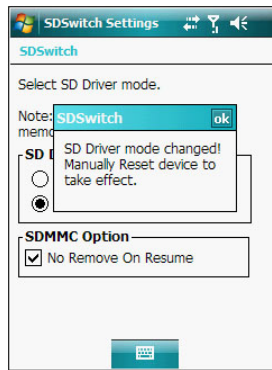 SDSwitch Settings
SDSwitch
Select SD Driver mode.
Note:
SDSwitch ok
SD Driver mode changed!
Manually Reset device to
take effect.
SDMMC Option
No Remove On Resume